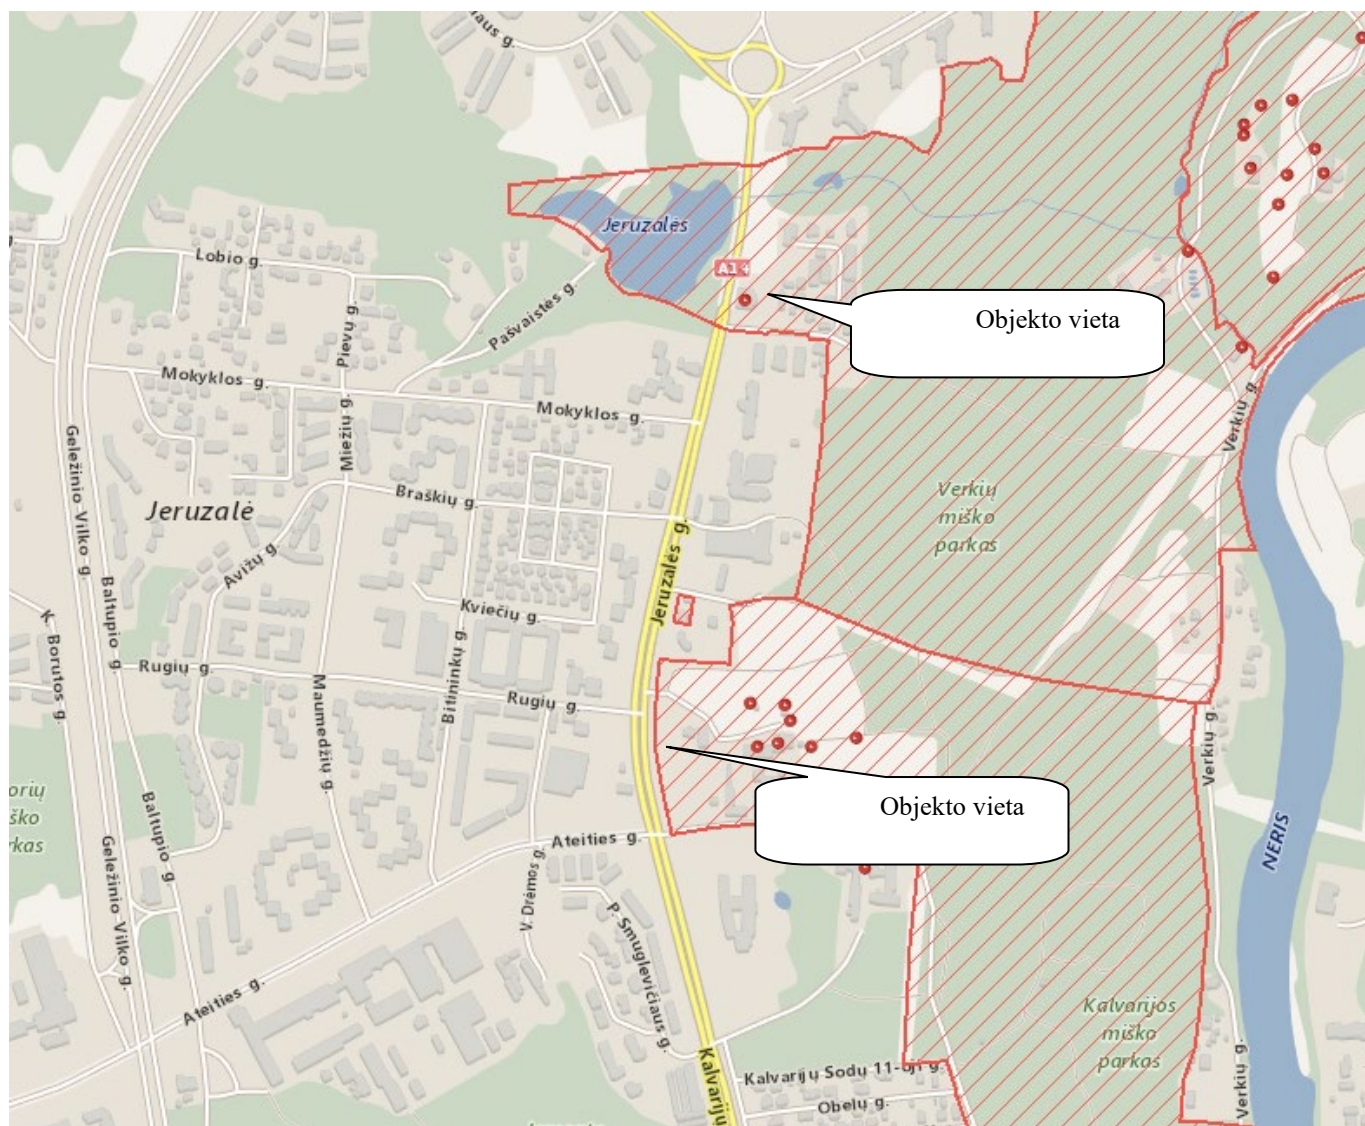 aus g.
Jeruzalės
A14
Lobio g.
Pašvaistės g.
Pievų g.
Objekto vieta
Mokyklos g.
Mokyklos g.
Miežių g.
Verkių g.
Geležinio Vilko g.
Braškių g.
Jeruzalė
Verkių
miško
parkas
Avižų g.
Jeruzalės g.
Baltupio g.
Kviečių g.
K. Borutos g.
Rugių g.
Bitininkų g.
Rugių g.
Maumedžių g.
Verkių g.
Objekto vieta
orių
ško
rkas
Baltupio g.
Ateities g.
NERIS
Geležinio Vilko g.
V. Drėmos g.
P. Smuglevičiaus g.
Ateities g.
Kalvarijos
miško
parkas
Kalvarijų
Kalvarijų Sodų 11-oji g.
Obelų g.
Verkių g.